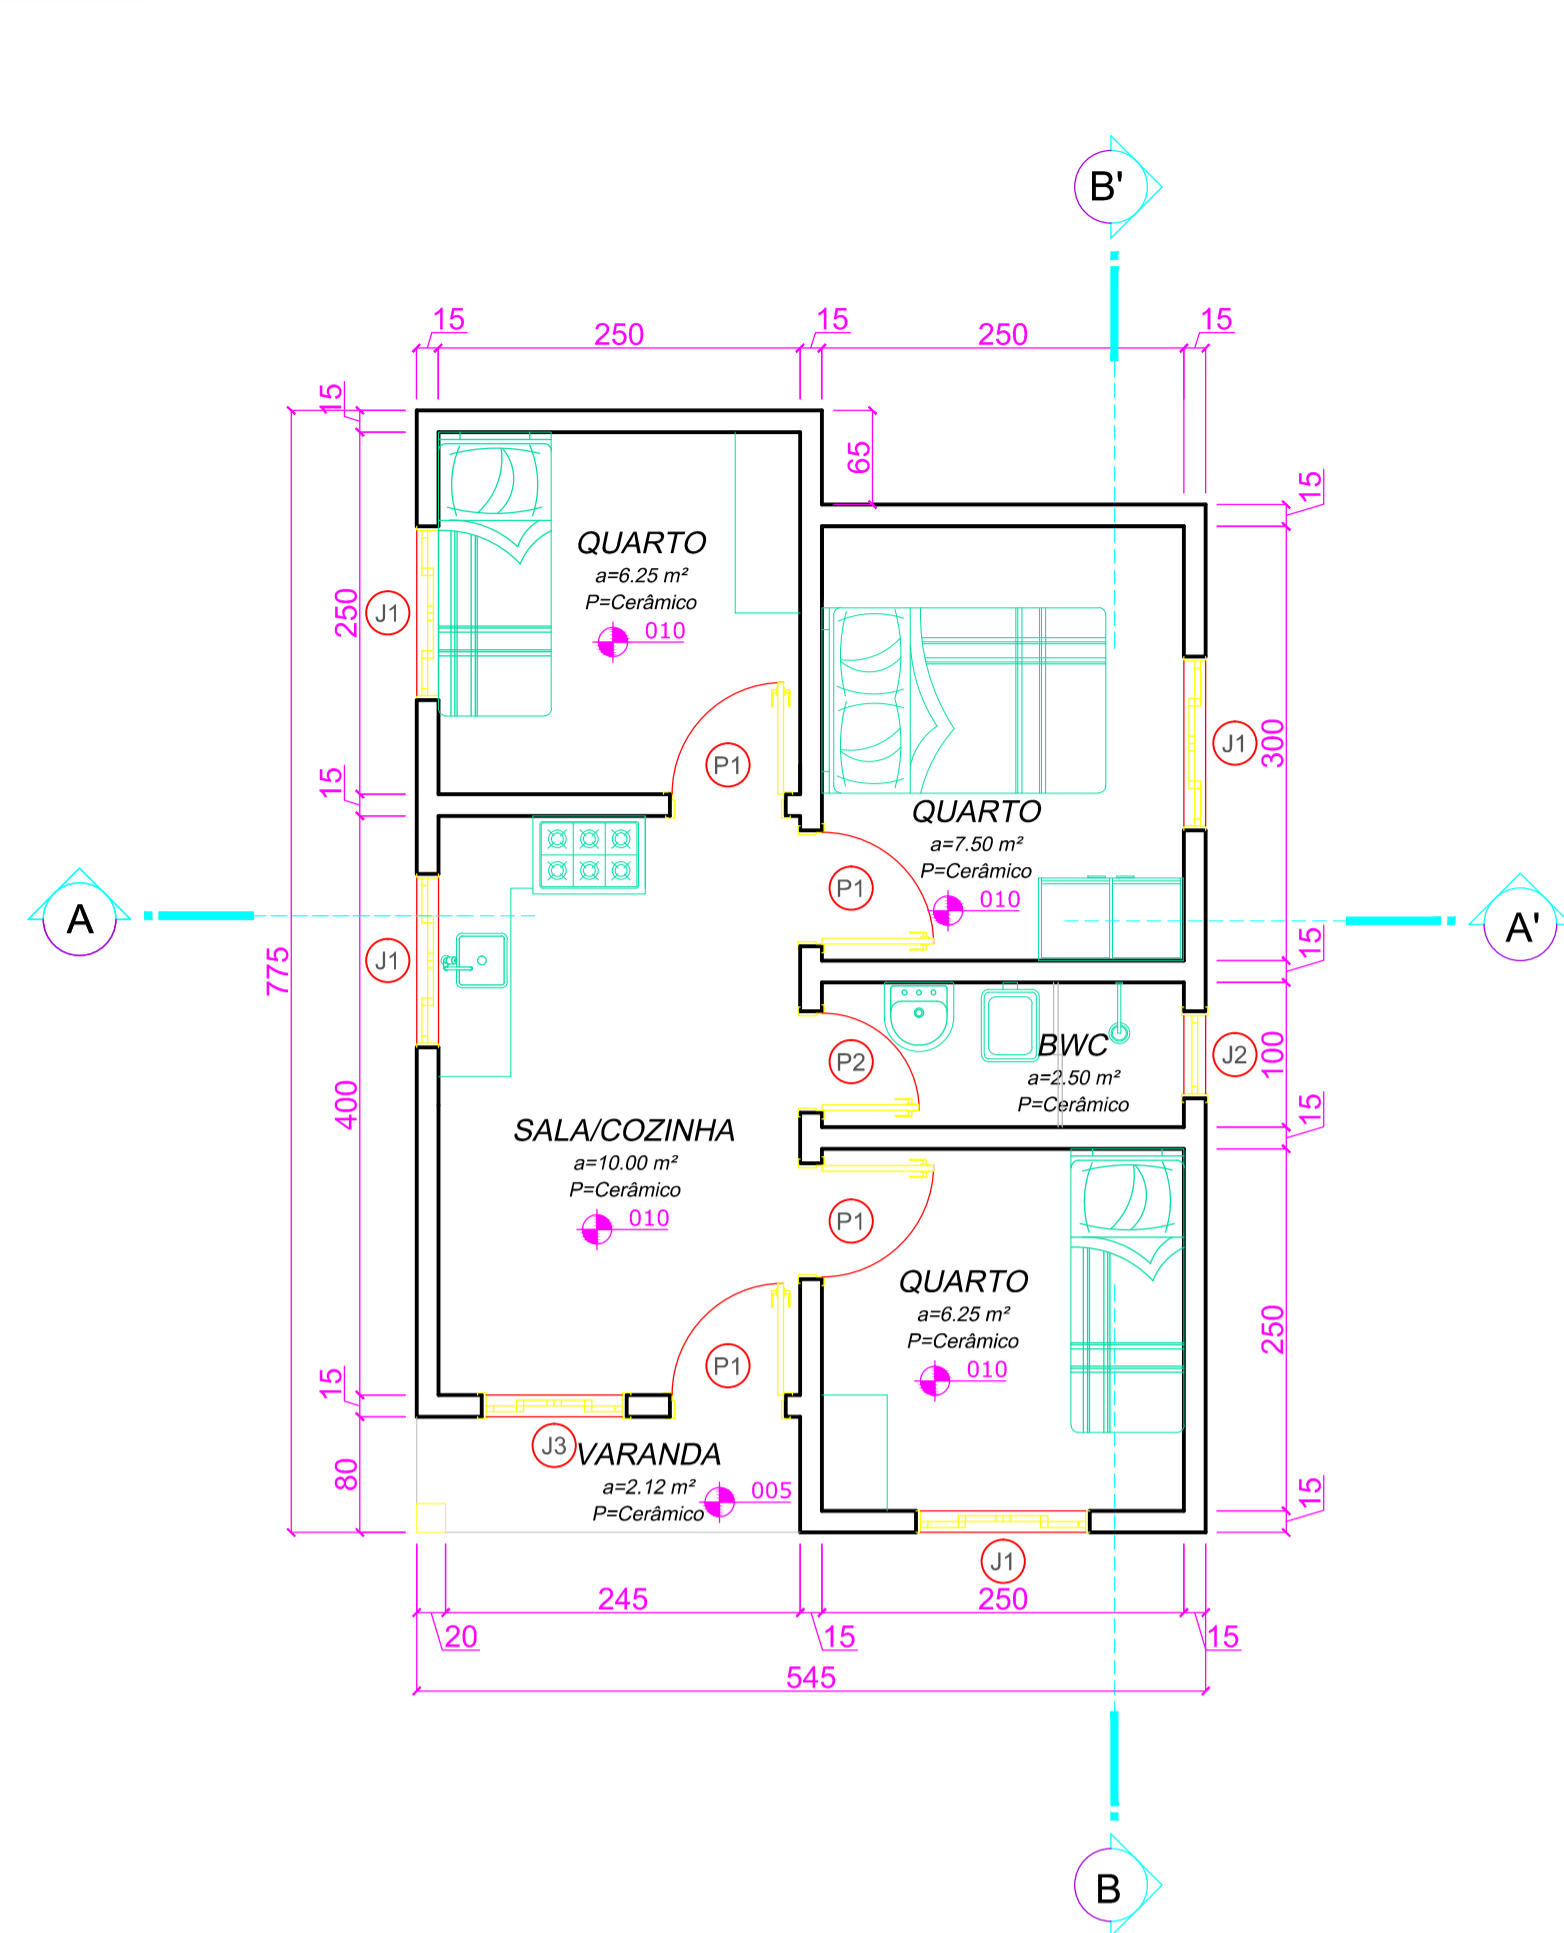 B'
15
250
15
250
15
15
65
15
QUARTO
a=6.25 m²
P=Cerâmico
010
250
J1
P1
15
J1
300
QUARTO
a=7.50 m²
P=Cerâmico
010
P1
A
A'
J1
775
15
P2
BWC
a=2.50 m²
P=Cerâmico
J2
100
400
15
SALA/COZINHA
a=10.00 m²
P=Cerâmico
010
P1
QUARTO
a=6.25 m²
P=Cerâmico
010
250
P1
15
J3
VARANDA
a=2.12 m²
P=Cerâmico
005
80
15
J1
245
250
20
15
15
545
B